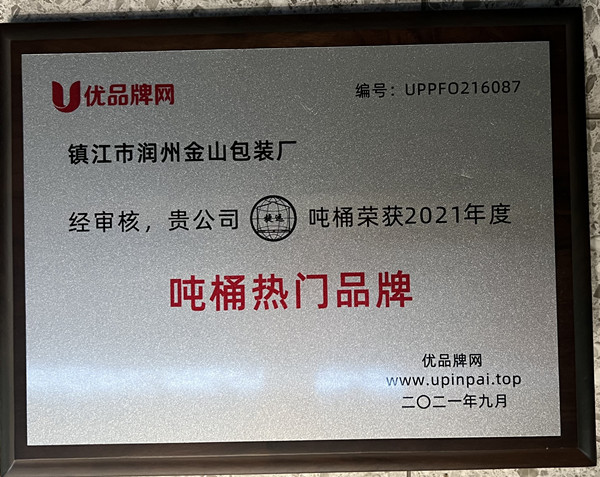 优品牌网
编号：UPPFO216087
镇江市润州金山包装厂
经审核，贵公司 吨桶荣获2021年度
吨桶热门品牌
优品牌网
www.upinpai.top
二〇二一年九月